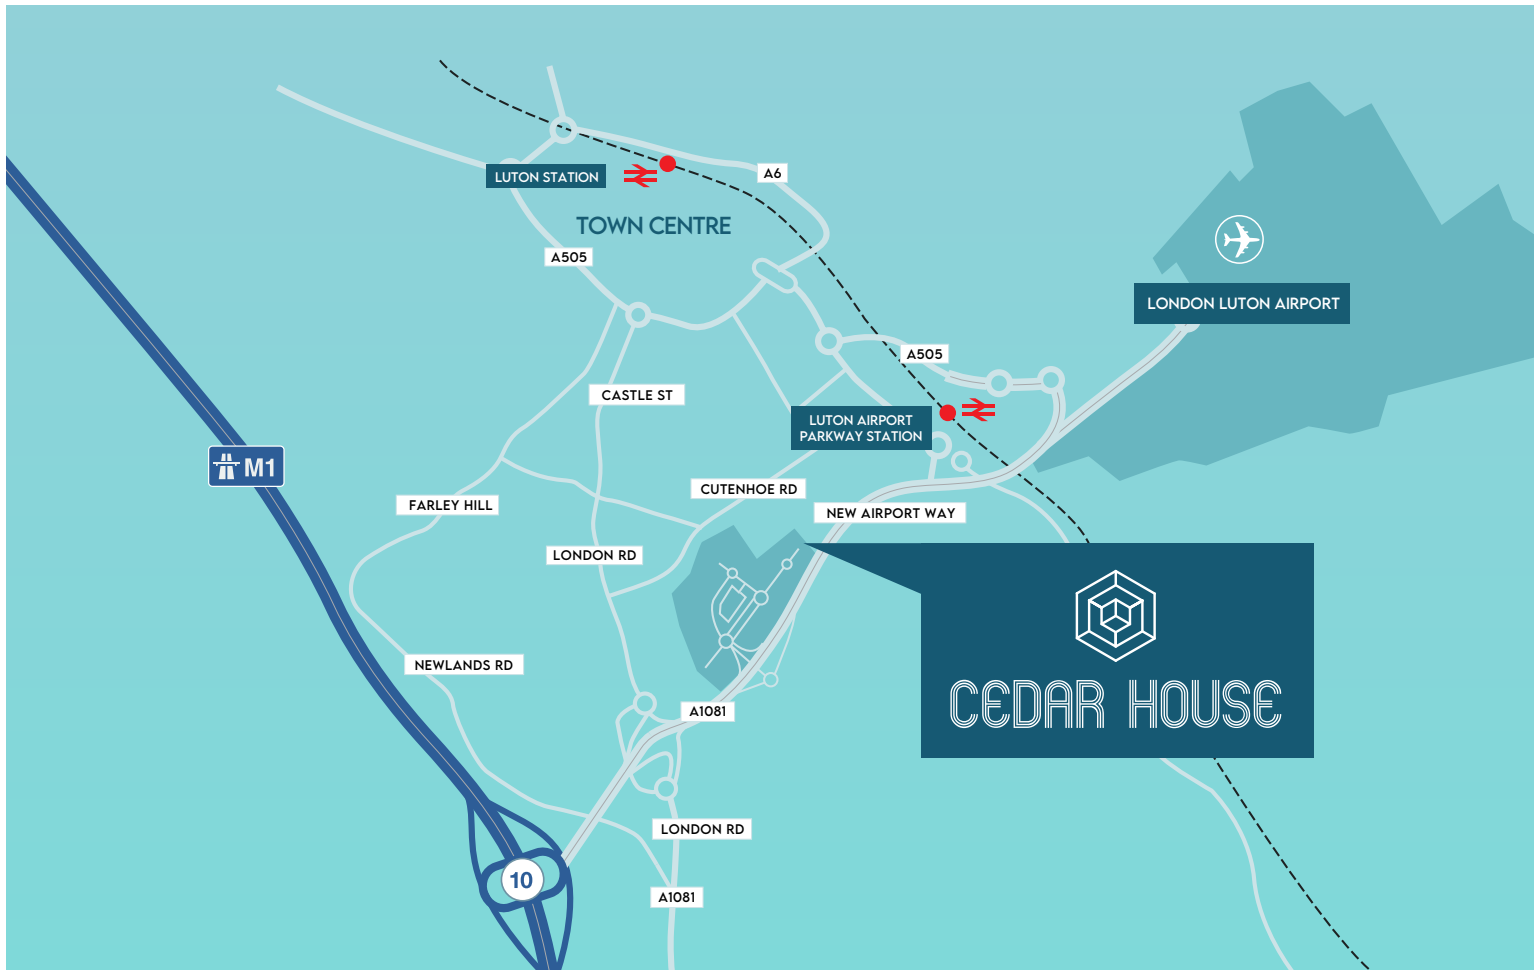 A6
LUTON STATION
TOWN CENTRE
A505
LONDON LUTON AIRPORT
A505
CASTLE ST
LUTON AIRPORT
PARKWAY STATION
M1
CUTENHOE RD
FARLEY HILL
NEW AIRPORT WAY
LONDON RD
NEWLANDS RD
CEDAR HOUSE
A1081
LONDON RD
10
A1081